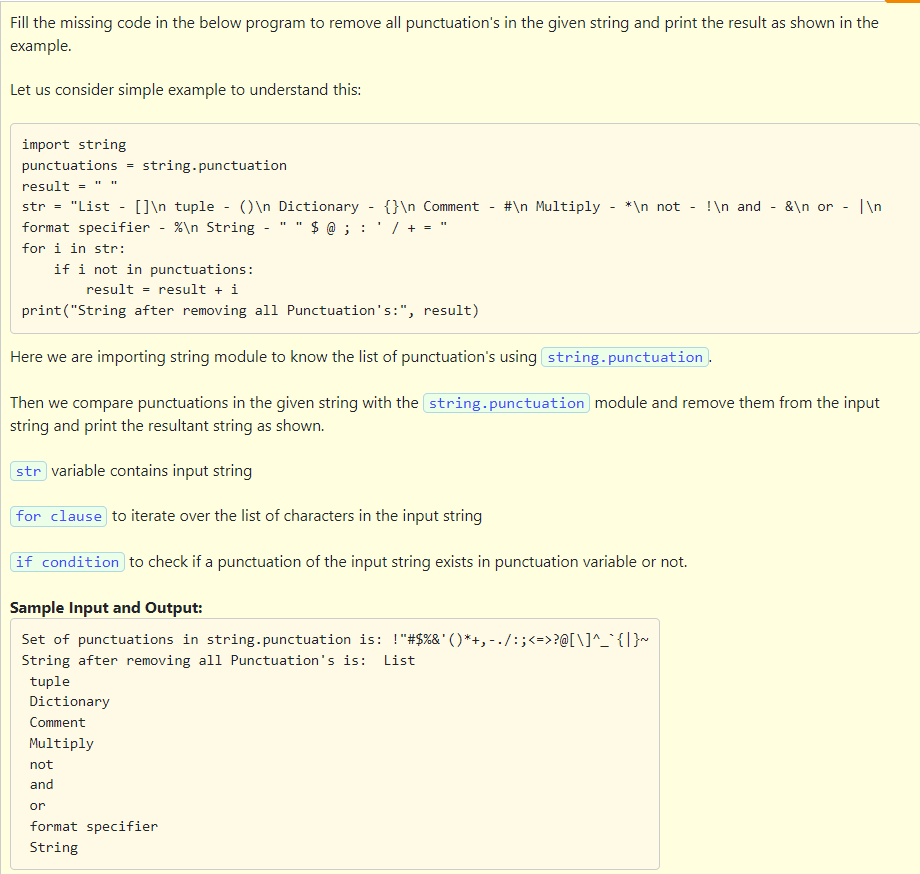 Fill the missing code in the below program to remove all punctuation's in the given string and print the result as shown in the
example.
Let us consider simple example to understand this:
import string
punctuations = string.punctuation
result = " "
str = "List - []\n tuple - ()\n Dictionary - {}\n Comment - #\n Multiply - *\n not - !\n and - &\n or - |\n
format specifier - %\n String - " " $ @ ; : ' / + = "
for i in str:
    if i not in punctuations:
        result = result + i
print("String after removing all Punctuation's:", result)
Here we are importing string module to know the list of punctuation's using string.punctuation.
Then we compare punctuations in the given string with the string.punctuation module and remove them from the input
string and print the resultant string as shown.
str variable contains input string
for clause to iterate over the list of characters in the input string
if condition to check if a punctuation of the input string exists in punctuation variable or not.
Sample Input and Output:
Set of punctuations in string.punctuation is: !"#$%&'()*+,-./:;<=>?@[\]^_`{|}~
String after removing all Punctuation's is:  List
 tuple
 Dictionary
 Comment
 Multiply
 not
 and
 or
 format specifier
 String